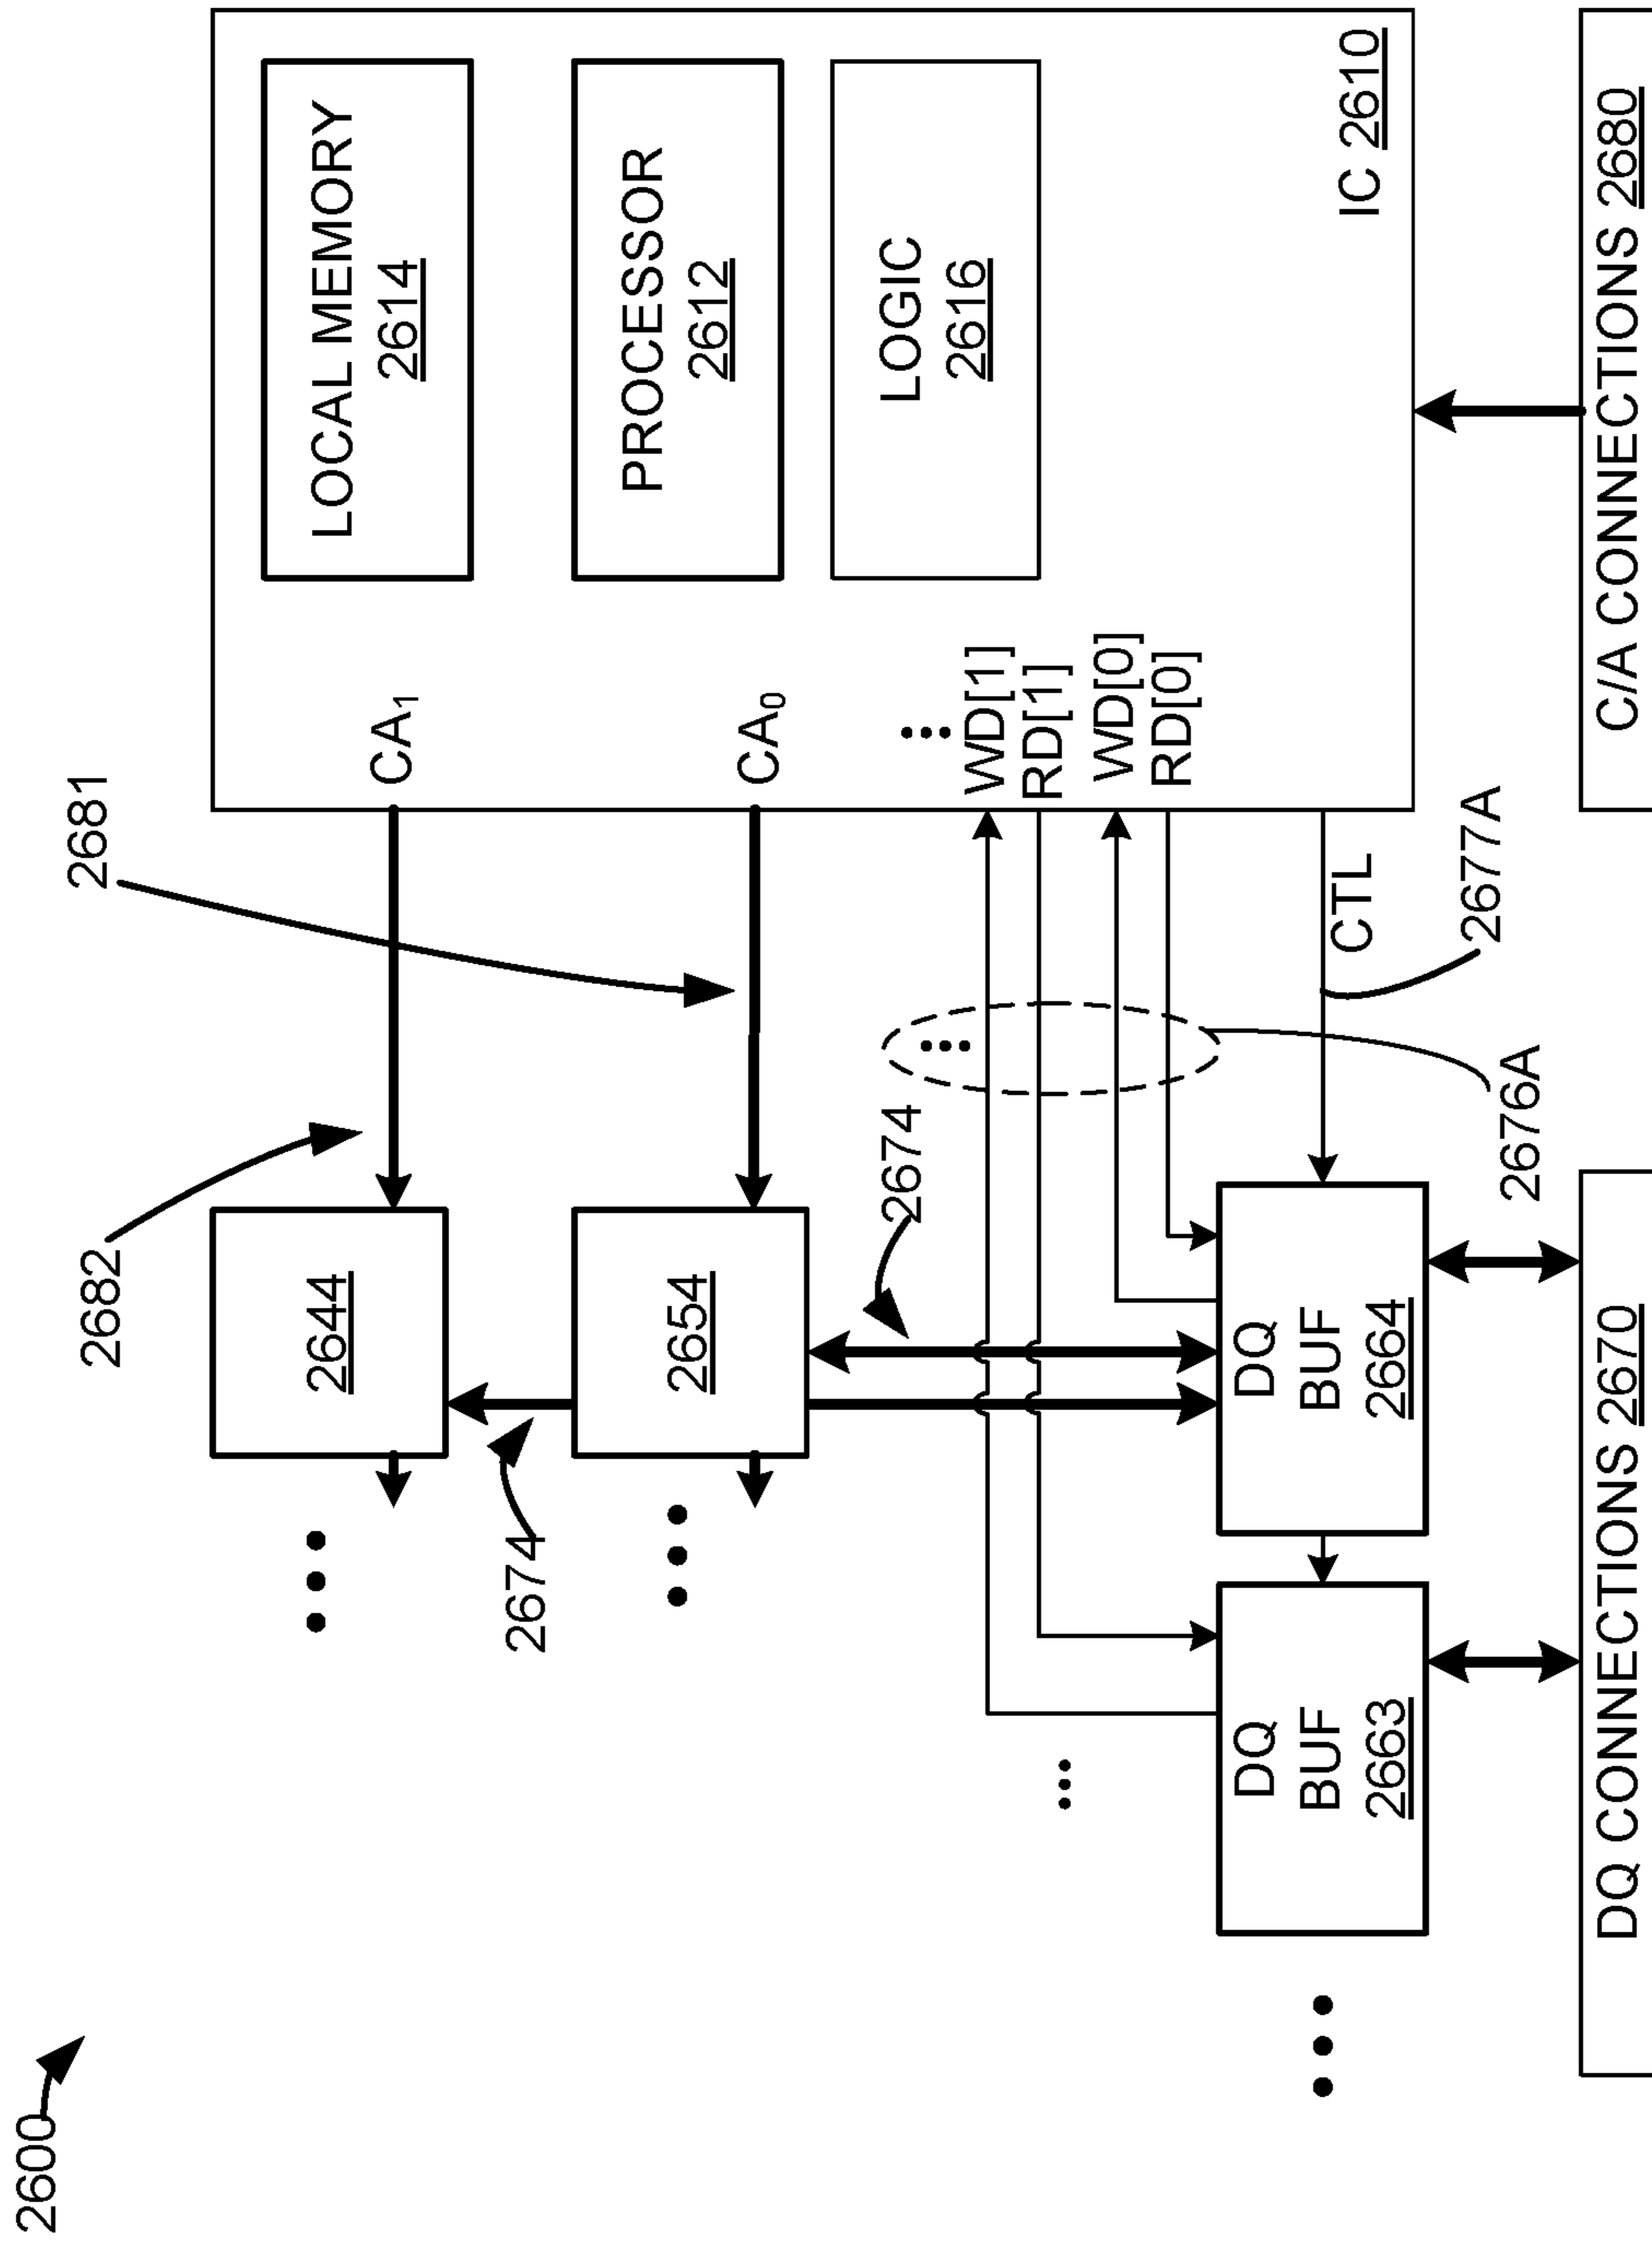 2600
2682
2681
2644
LOCAL MEMORY
2614
CA₁
2674
PROCESSOR
2612
2654
CA₀
2674
LOGIC
2616
WD[1]
RD[1]
WD[0]
RD[0]
DQ
BUF
2663
DQ
BUF
2664
CTL
IC 2610
2677A
2676A
DQ CONNECTIONS 2670
C/A CONNECTIONS 2680